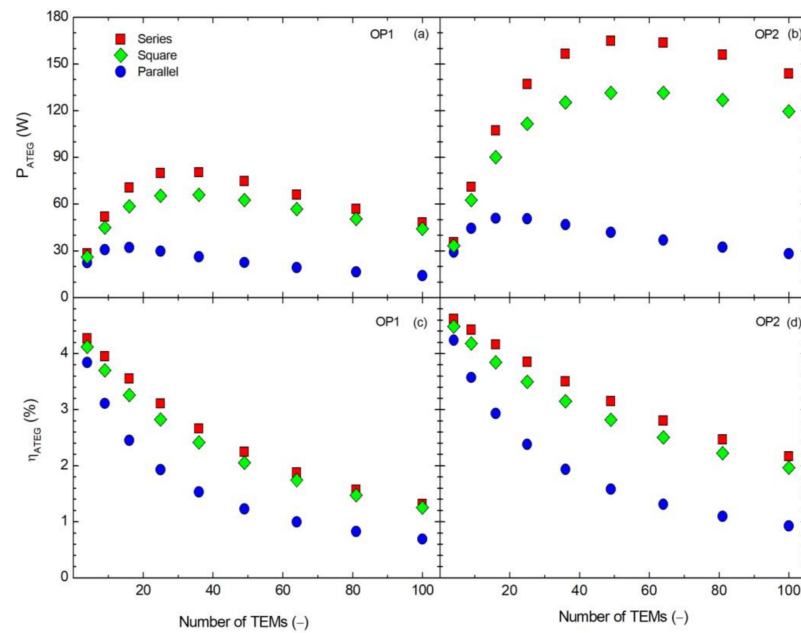 180
150
120
90
60
30
0
P_ATEG (W)
Series
Square
Parallel
OP1 (a)
OP2 (b)
4
3
2
1
0
η_ATEG (%)
OP1 (c)
OP2 (d)
20 40 60 80 100
20 40 60 80 100
Number of TEMs (–)
Number of TEMs (–)